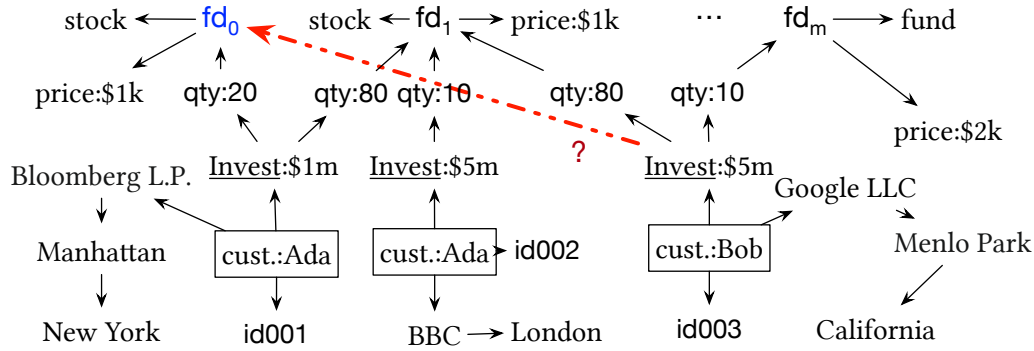 stock fd0 stock fd1 price:$1k ··· fdm fund
price:$1k qty:20 qty:80 qty:10 qty:80 qty:10
price:$2k
?
Bloomberg L.P. Invest:$1m Invest:$5m Invest:$5m Google LLC
Manhattan cust.:Ada cust.:Ada id002 cust.:Bob Menlo Park
New York id001 BBC London id003 California